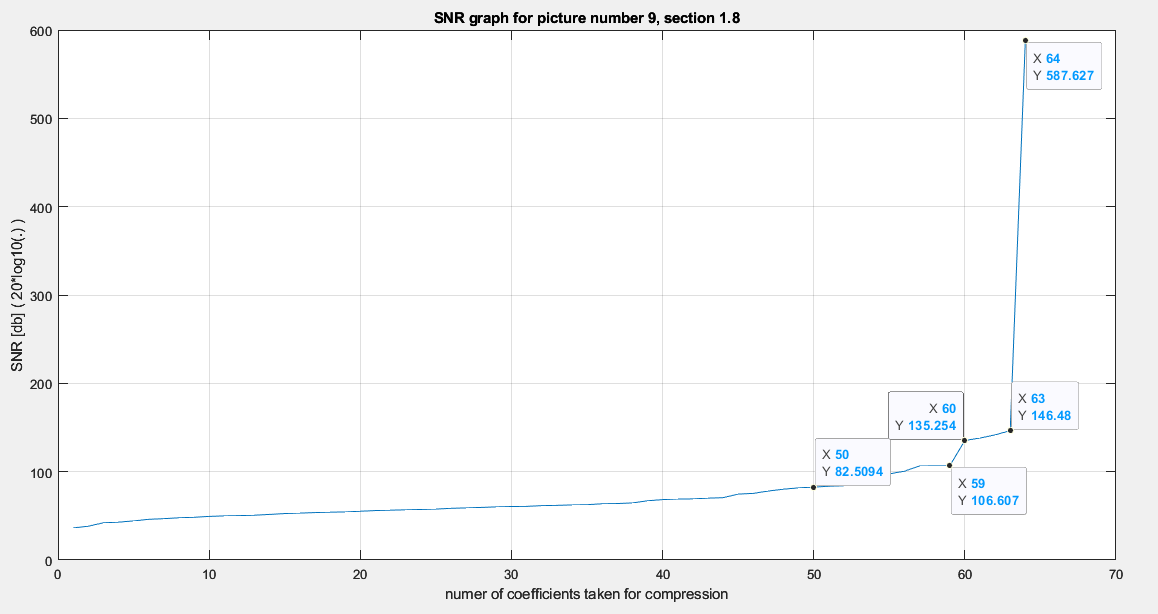 SNR graph for picture number 9, section 1.8
600
500
400
300
200
100
0
SNR [db] ( 20*log10(.) )
X 64
Y 587.627
X 60
Y 135.254
X 63
Y 146.48
X 50
Y 82.5094
X 59
Y 106.607
0 10 20 30 40 50 60 70
numer of coefficients taken for compression